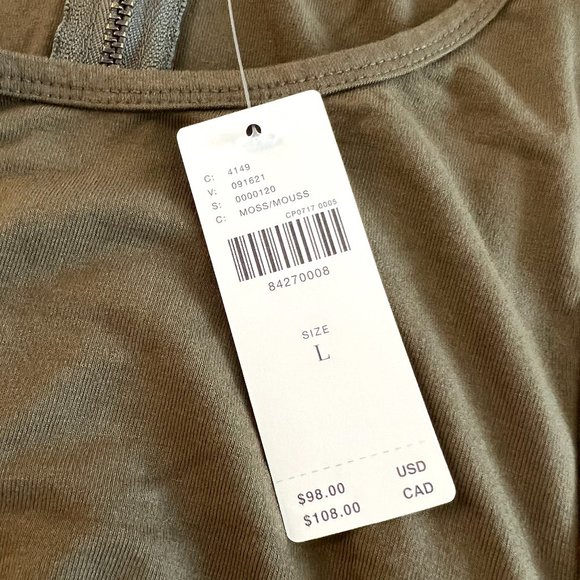 C: 4149
V: 091621
S: 0000120
C: MOSS/MOUSS
CP0717 0005
84270008
SIZE
L
$98.00 USD
$108.00 CAD